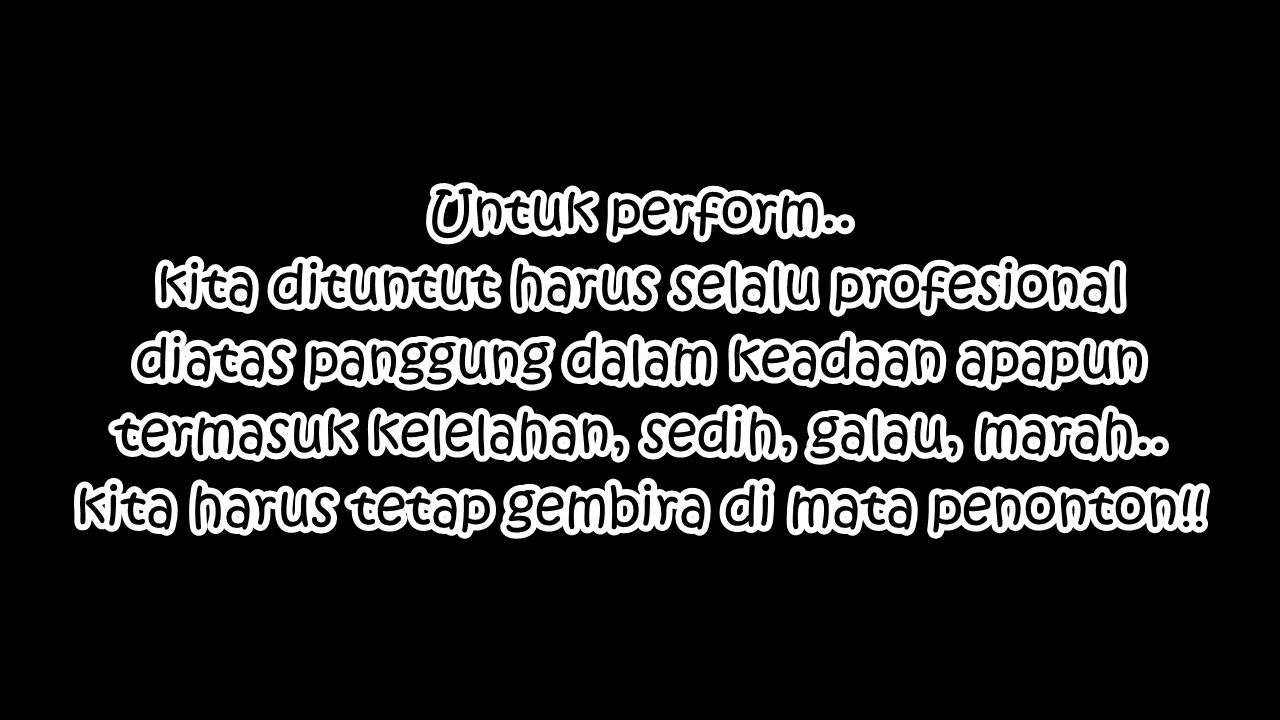 Untuk perform..
kita dituntut harus selalu profesional
diatas panggung dalam keadaan apapun
termasuk kelelahan, sedih, galau, marah..
kita harus tetap gembira di mata penonton!!